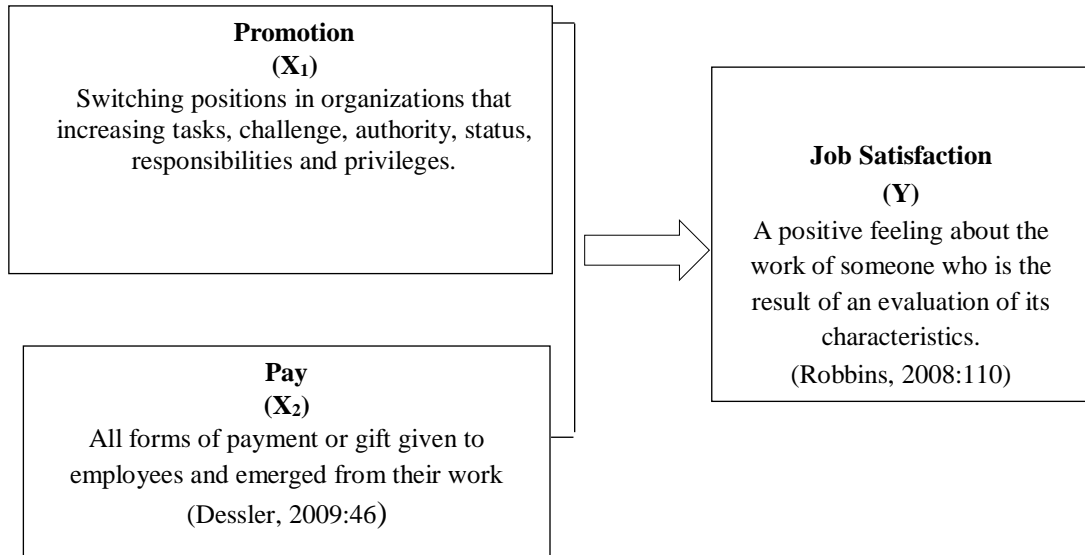 Promotion
(X₁)
Switching positions in organizations that
increasing tasks, challenge, authority, status,
responsibilities and privileges.
Pay
(X₂)
All forms of payment or gift given to
employees and emerged from their work
(Dessler, 2009:46)
Job Satisfaction
(Y)
A positive feeling about the
work of someone who is the
result of an evaluation of its
characteristics.
(Robbins, 2008:110)